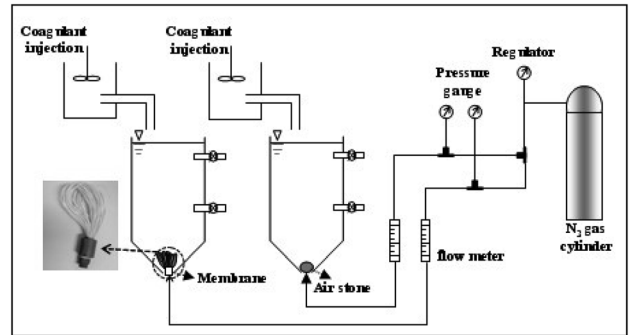 Coagulant
injection
Coagulant
injection
Regulator
Pressure
gauge
Membrane
Air stone
flow meter
N₂ gas
cylinder